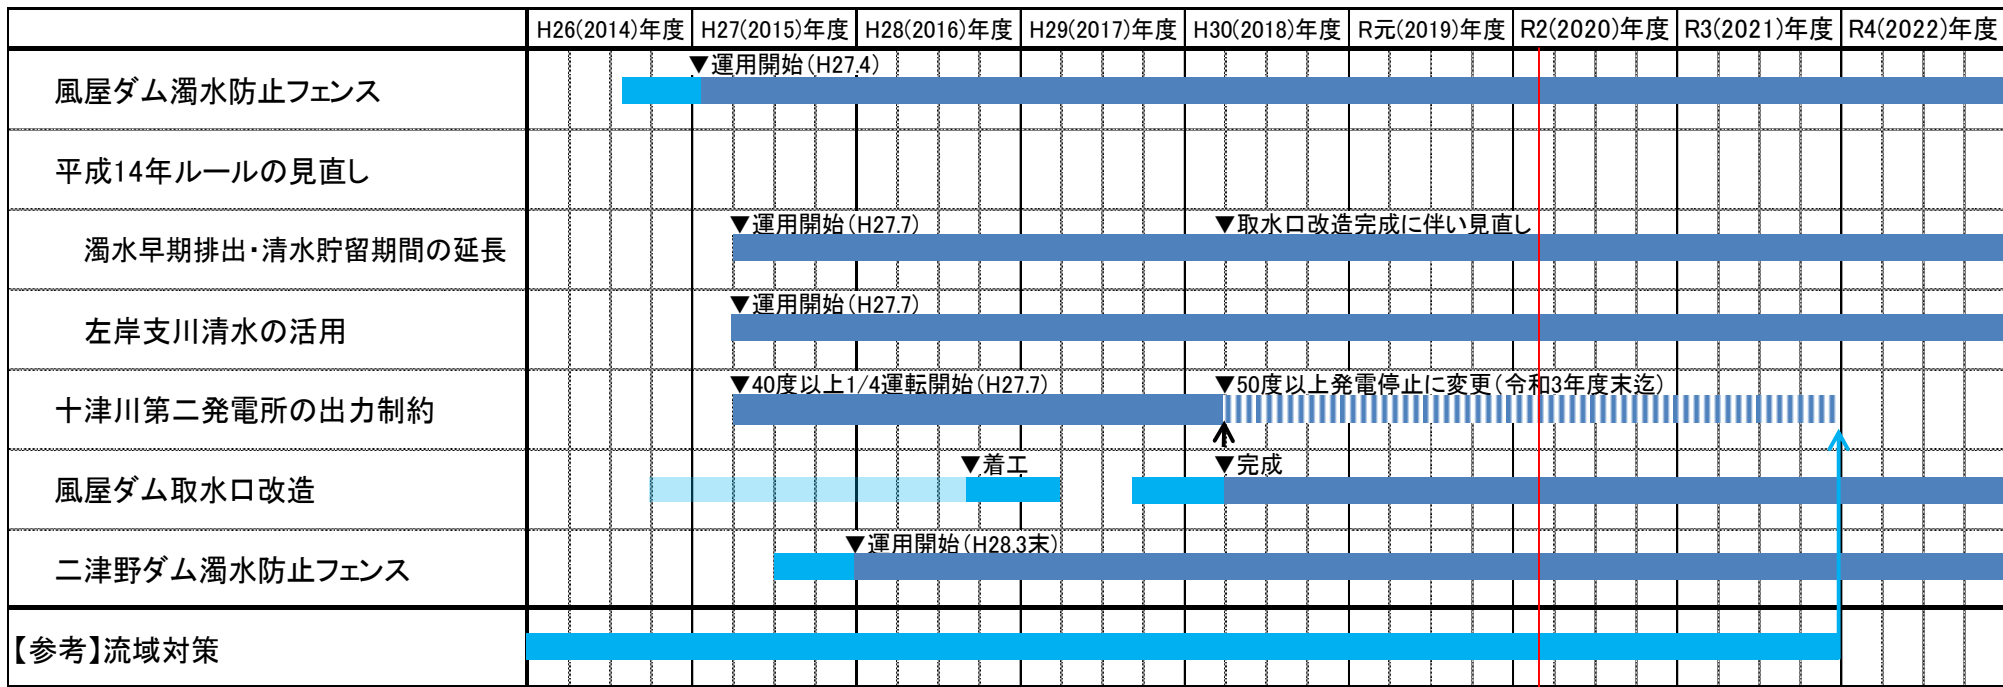 H26(2014)年度 H27(2015)年度 H28(2016)年度 H29(2017)年度 H30(2018)年度 R元(2019)年度 R2(2020)年度 R3(2021)年度 R4(2022)年度
風屋ダム濁水防止フェンス ▼運用開始(H27.4)
平成14年ルールの見直し
濁水早期排出・清水貯留期間の延長 ▼運用開始(H27.7) ▼取水口改造完成に伴い見直し
左岸支川清水の活用 ▼運用開始(H27.7)
十津川第二発電所の出力制約 ▼40度以上1/4運転開始(H27.7) ▼50度以上発電停止に変更(令和3年度末迄)
風屋ダム取水口改造 ▼着工 ▼完成
二津野ダム濁水防止フェンス ▼運用開始(H28.3末)
【参考】流域対策